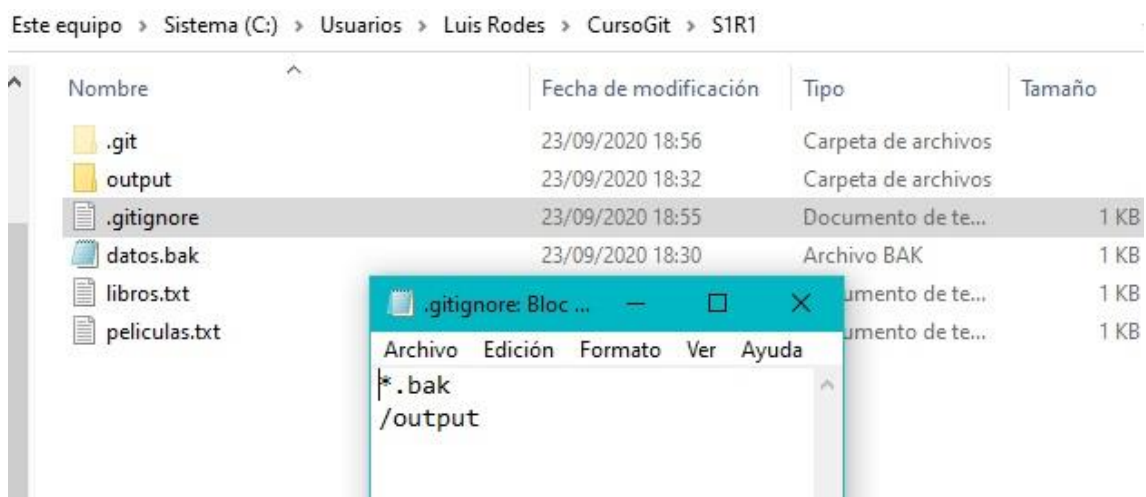 Este equipo > Sistema (C:) > Usuarios > Luis Rodes > CursoGit > S1R1
Nombre Fecha de modificación Tipo Tamaño
.git 23/09/2020 18:56 Carpeta de archivos
output 23/09/2020 18:32 Carpeta de archivos
.gitignore 23/09/2020 18:55 Documento de te... 1 KB
datos.bak 23/09/2020 18:30 Archivo BAK 1 KB
libros.txt umento de te... 1 KB
peliculas.txt umento de te... 1 KB
.gitignore: Bloc ...
Archivo Edición Formato Ver Ayuda
*.bak
/output